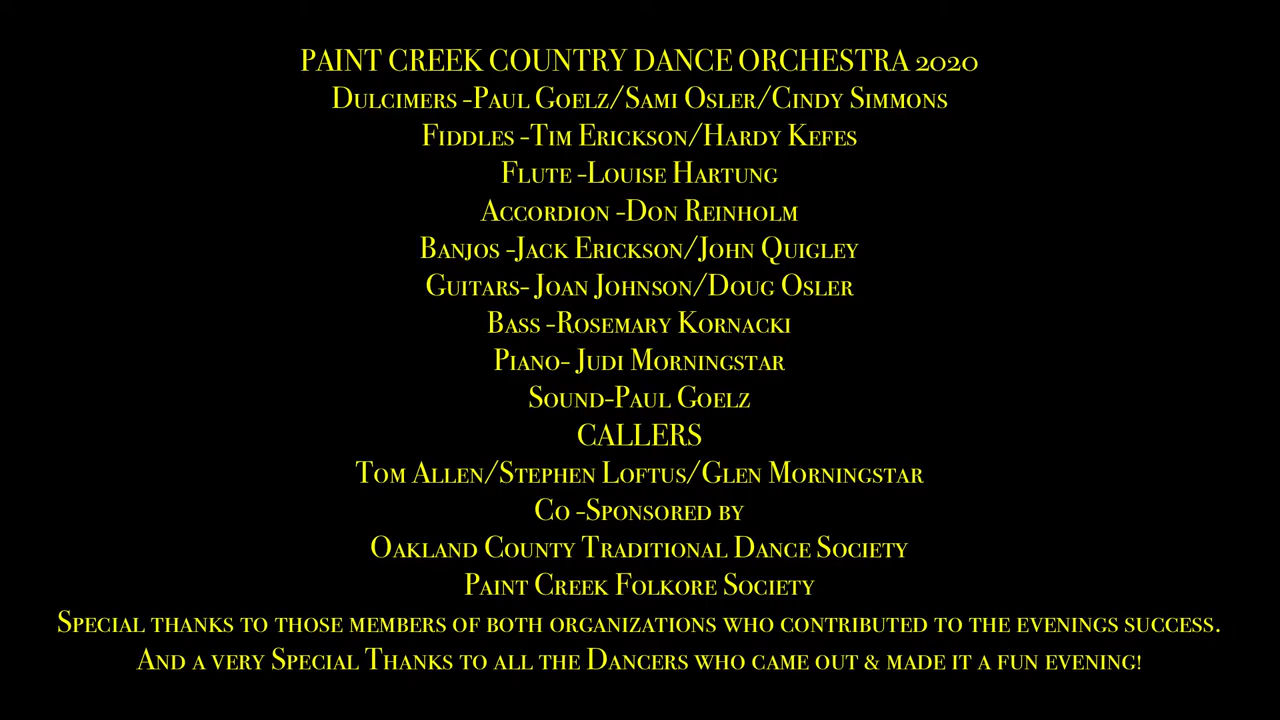 PAINT CREEK COUNTRY DANCE ORCHESTRA 2020
Dulcimers -Paul Goelz/Sami Osler/Cindy Simmons
Fiddles -Tim Erickson/Hardy Kefes
Flute -Louise Hartung
Accordion -Don Reinholm
Banjos -Jack Erickson/John Quigley
Guitars- Joan Johnson/Doug Osler
Bass -Rosemary Kornacki
Piano- Judi Morningstar
Sound-Paul Goelz
CALLERS
Tom Allen/Stephen Loftus/Glen Morningstar
Co -Sponsored by
Oakland County Traditional Dance Society
Paint Creek Folkore Society
Special thanks to those members of both organizations who contributed to the evenings success.
And a very Special Thanks to all the Dancers who came out & made it a fun evening!